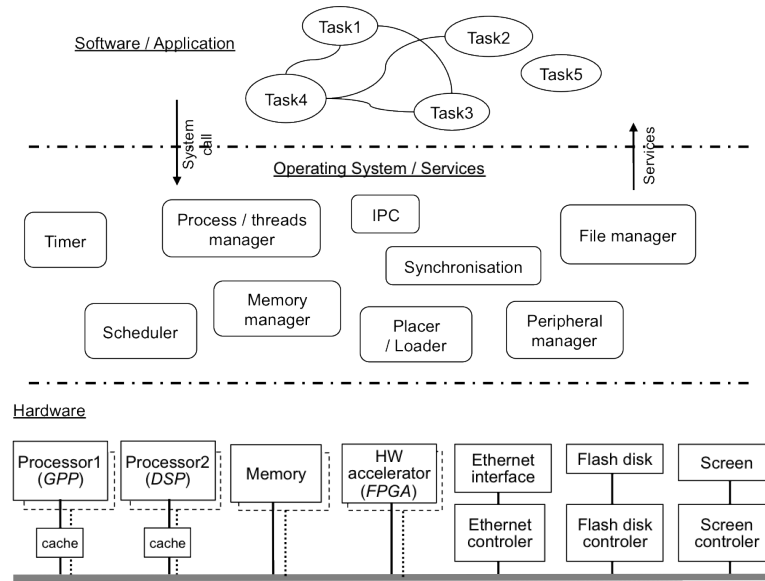 Software / Application
Task1
Task2
Task5
Task4
Task3
System
call
Services
Operating System / Services
Timer
Process / threads
manager
IPC
File manager
Synchronisation
Scheduler
Memory
manager
Placer
/ Loader
Peripheral
manager
Hardware
Processor1
(GPP)
Processor2
(DSP)
Memory
HW
accelerator
(FPGA)
Ethernet
interface
Flash disk
Screen
cache
cache
Ethernet
controler
Flash disk
controler
Screen
controler